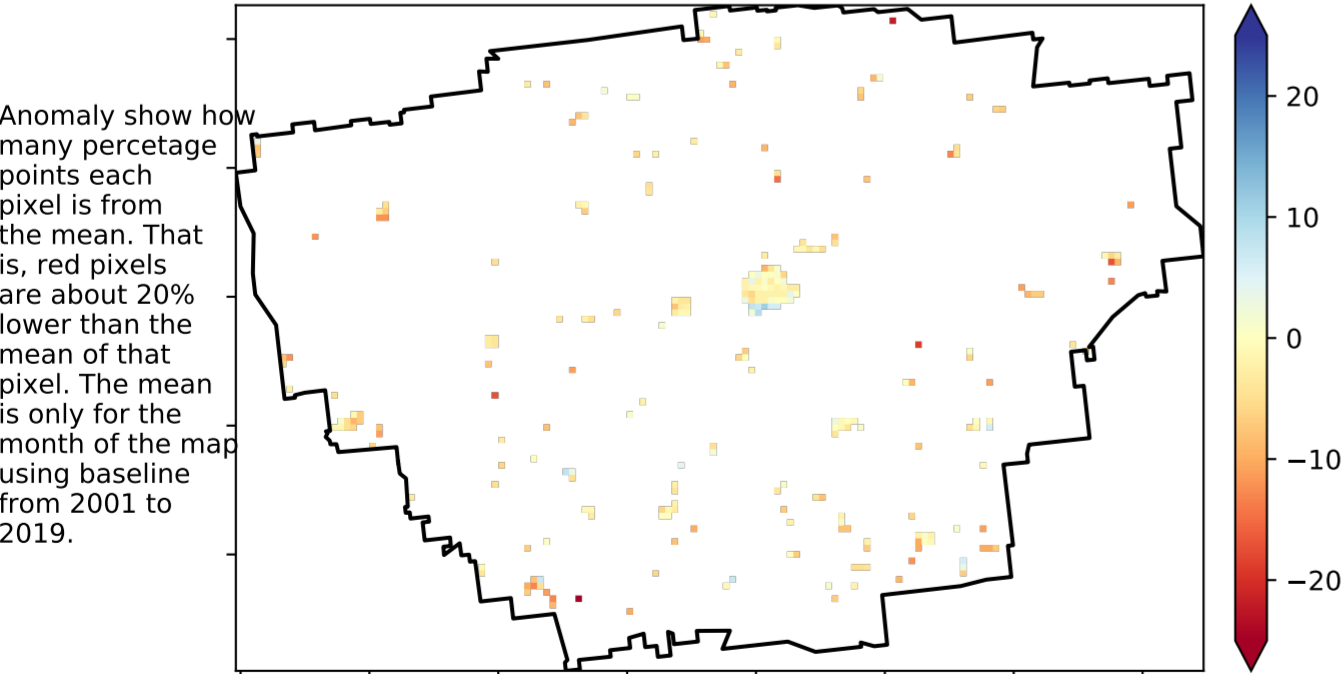 Anomaly show how
many percetage
points each
pixel is from
the mean. That
is, red pixels
are about 20%
lower than the
mean of that
pixel. The mean
is only for the
month of the map
using baseline
from 2001 to
2019.
20
10
0
−10
−20